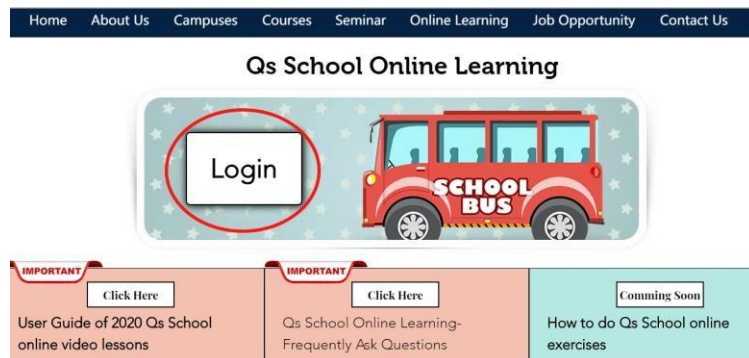 Home About Us Campuses Courses Seminar Online Learning Job Opportunity Contact Us
Qs School Online Learning
Login
SCHOOL
BUS
IMPORTANT
Click Here
User Guide of 2020 Qs School
online video lessons
IMPORTANT
Click Here
Qs School Online Learning-
Frequently Ask Questions
Comming Soon
How to do Qs School online
exercises